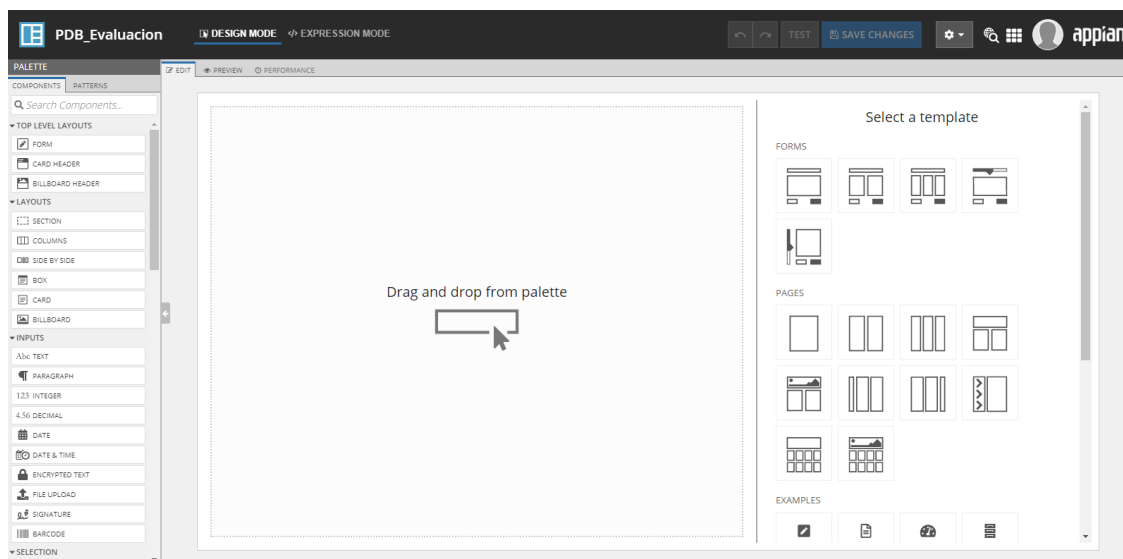 PDB_Evaluacion
DESIGN MODE
</> EXPRESSION MODE
TEST
SAVE CHANGES
appian
PALETTE
EDIT
PREVIEW
PERFORMANCE
COMPONENTS
PATTERNS
Search Components...
TOP LEVEL LAYOUTS
FORM
CARD HEADER
BILLBOARD HEADER
LAYOUTS
SECTION
COLUMNS
SIDE BY SIDE
BOX
CARD
BILLBOARD
INPUTS
Abc TEXT
PARAGRAPH
123 INTEGER
4.56 DECIMAL
DATE
DATE & TIME
ENCRYPTED TEXT
FILE UPLOAD
SIGNATURE
BARCODE
SELECTION
Drag and drop from palette
Select a template
FORMS
PAGES
EXAMPLES